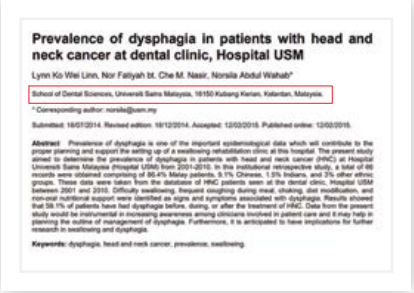 Prevalence of dysphagia in patients with head and
neck cancer at dental clinic, Hospital USM
Lynn Ko Wei Linn, Nor Fatiyah bt. Che M. Nasir, Norsila Abdul Wahab*
School of Dental Sciences, Universiti Sains Malaysia, 16150 Kubang Kerian, Kelantan, Malaysia.
* Corresponding author: norsila@usm.my
Submitted: 16/07/2014. Revised edition: 19/12/2014. Accepted: 12/02/2015. Published online: 12/02/2015.
Abstract Prevalence of dysphagia is one of the important epidemiological data which will contribute to the
proper planning and support the setting up of a swallowing rehabilitation clinic at this hospital. The present study
aimed to determine the prevalence of dysphagia in patients with head and neck cancer (HNC) at Hospital
Universiti Sains Malaysia (Hospital USM) from 2001-2010. In this institutional retrospective study, a total of 66
records were obtained comprising of 86.4% Malay patients, 9.1% Chinese, 1.5% Indians, and 3% other ethnic
groups. These data were taken from the database of HNC patients seen at the dental clinic, Hospital USM
between 2001 and 2010. Difficulty swallowing, frequent coughing during meal, choking, diet modification, and
non-oral nutritional support were identified as signs and symptoms associated with dysphagia. Results showed
that 59.1% of patients have had dysphagia before, during, or after the treatment of HNC. Data from the present
study would be instrumental in increasing awareness among clinicians involved in patient care and it may help in
planning the outline of management of dysphagia. Furthermore, it is anticipated to have implications for further
research in swallowing and dysphagia.
Keywords: dysphagia, head and neck cancer, prevalence, swallowing.